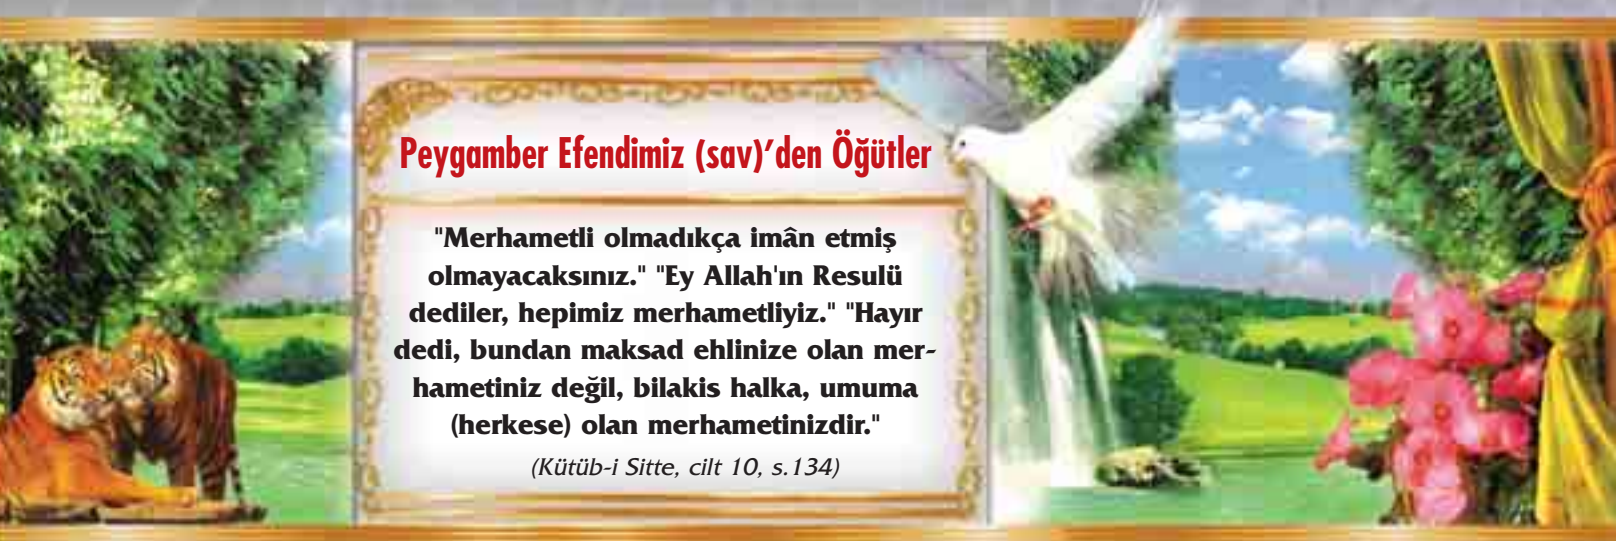 Peygamber Efendimiz (sav)'den Öğütler
"Merhametli olmadıkça imân etmiş
olmayacaksınız." "Ey Allah'ın Resulü
dediler, hepimiz merhametliyiz." "Hayır
dedi, bundan maksad ehlinize olan mer-
hametiniz değil, bilakis halka, umuma
(herkese) olan merhametinizdir."
(Kütüb-i Sitte, cilt 10, s.134)